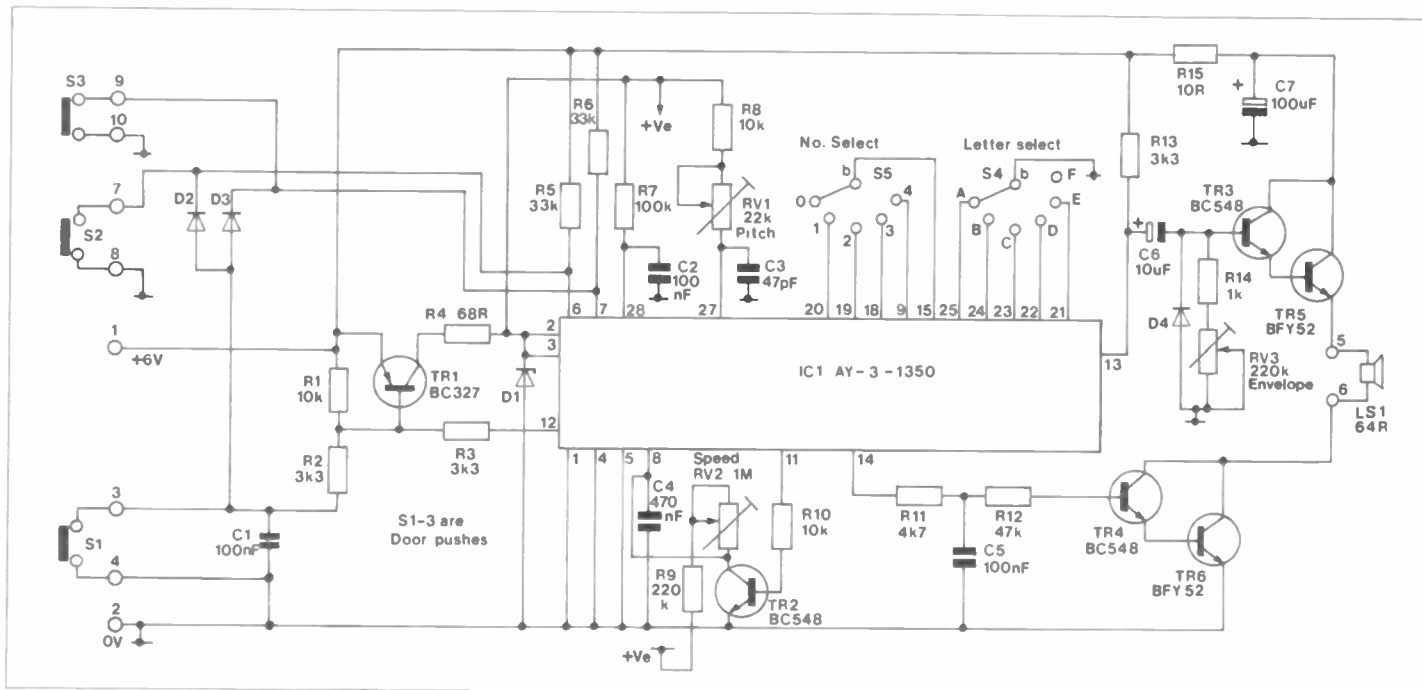 S3
9
10
7
S2
8
D2
D3
1
+6V
R1
10k
R2
3k3
3
S1
4
C1
100nF
2
0V
S1-3 are
Door pushes
TR1
BC327
R4 68R
R3
3k3
D1
R5
33k
R6
33k
R7
100k
+Ve
R8
10k
RV1
22k
Pitch
C2
100
nF
C3
47pF
No. Select
b
S5
0
1
2
3
4
Letter select
S4
b
A
B
C
D
E
F
6
7
28
27
20
19
18
9
15
25
24
23
22
21
2
3
12
IC1 AY-3-1350
13
1
4
5
8
11
14
C4
470
nF
Speed
RV2 1M
R9
220
k
+Ve
TR2
BC548
R10
10k
R11
4k7
R12
47k
C5
100nF
TR4
BC548
TR6
BFY52
R15
10R
+
C7
100uF
R13
3k3
+
C6
10uF
TR3
BC548
R14
1k
D4
TR5
BFY52
RV3
220k
Envelope
5
6
LS1
64R